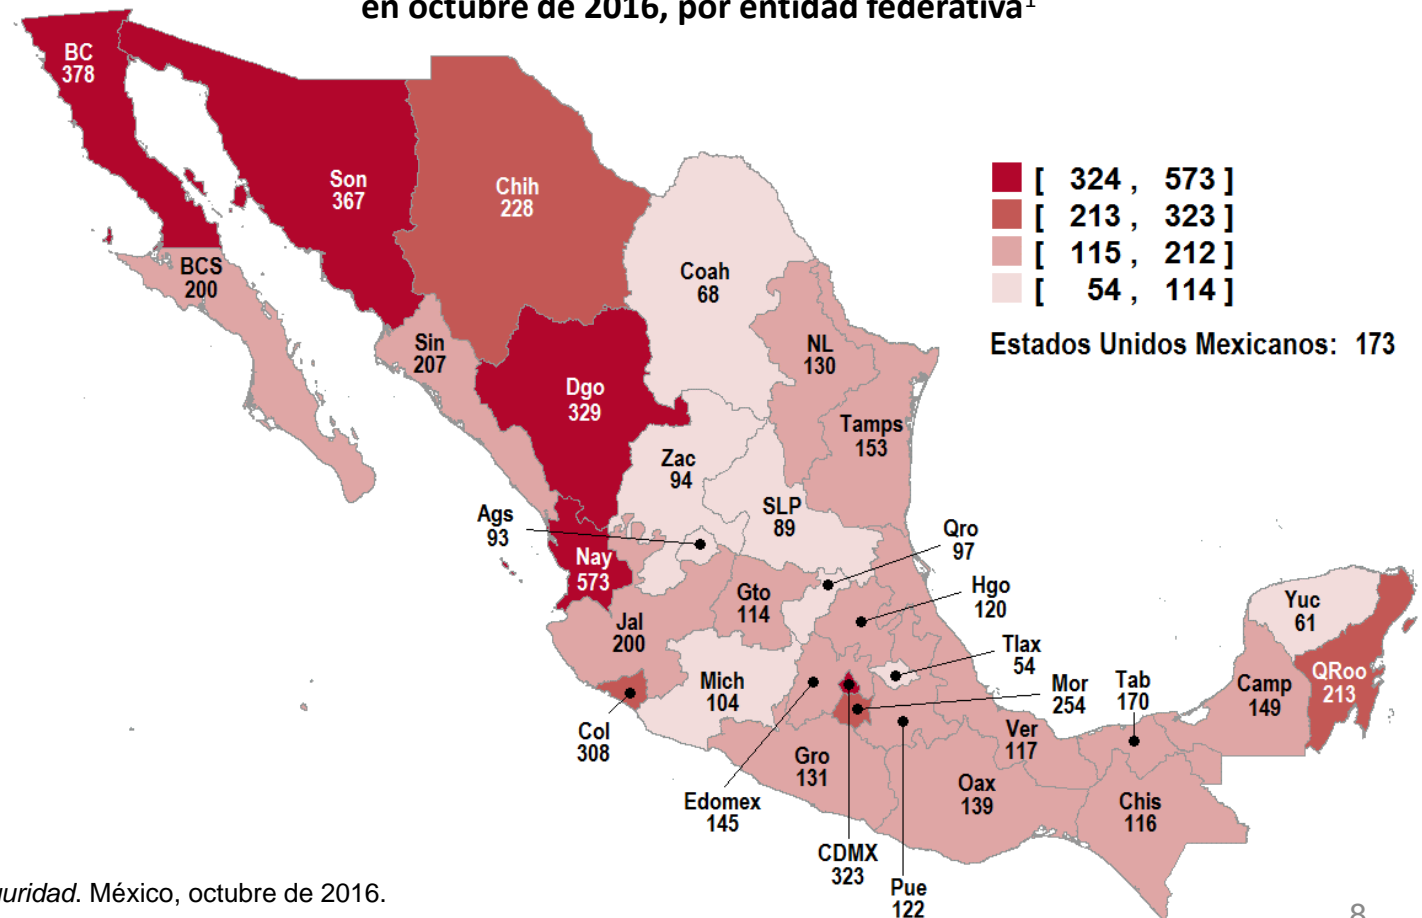 en octubre de 2016, por entidad federativa¹
BC
378
Son
367
Chih
228
[ 324 , 573 ]
[ 213 , 323 ]
[ 115 , 212 ]
[ 54 , 114 ]
Estados Unidos Mexicanos: 173
BCS
200
Coah
68
Sin
207
NL
130
Dgo
329
Tamps
153
Zac
94
SLP
89
Ags
93
Qro
97
Nay
573
Gto
114
Hgo
120
Yuc
61
Jal
200
Tlax
54
QRoo
213
Mich
104
Mor
254
Tab
170
Camp
149
Col
308
Ver
117
Gro
131
Oax
139
Chis
116
Edomex
145
CDMX
323
Pue
122
uridad. México, octubre de 2016.
8